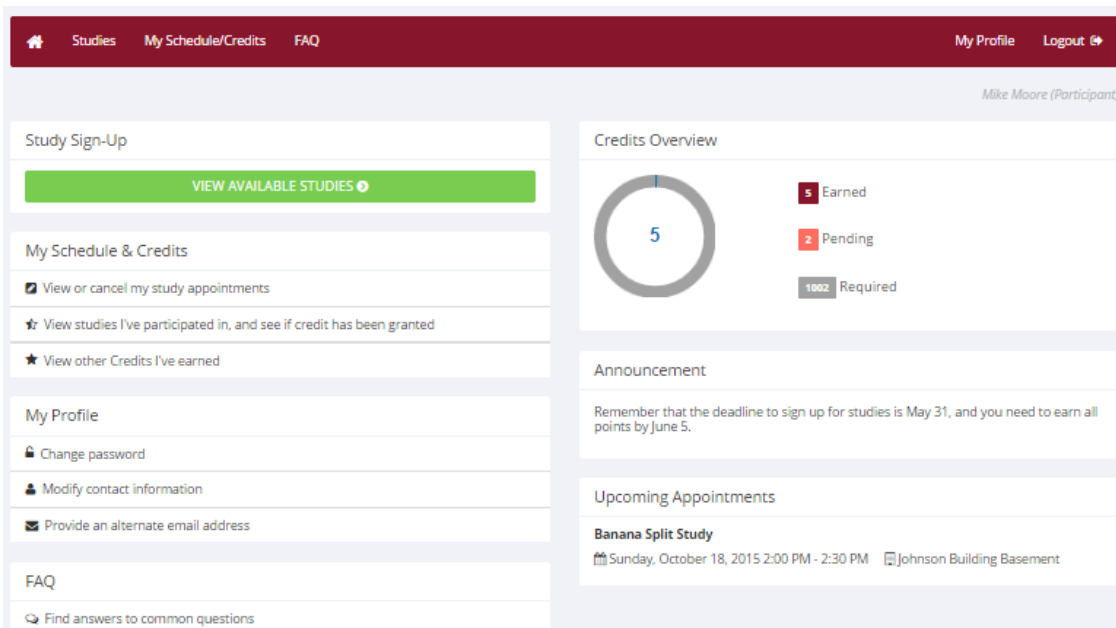 Studies My Schedule/Credits FAQ My Profile Logout
Mike Moore (Participant
Study Sign-Up
VIEW AVAILABLE STUDIES
My Schedule & Credits
View or cancel my study appointments
View studies I've participated in, and see if credit has been granted
View other Credits I've earned
My Profile
Change password
Modify contact information
Provide an alternate email address
FAQ
Find answers to common questions
Credits Overview
5
5 Earned
2 Pending
1002 Required
Announcement
Remember that the deadline to sign up for studies is May 31, and you need to earn all
points by June 5.
Upcoming Appointments
Banana Split Study
Sunday, October 18, 2015 2:00 PM - 2:30 PM Johnson Building Basement